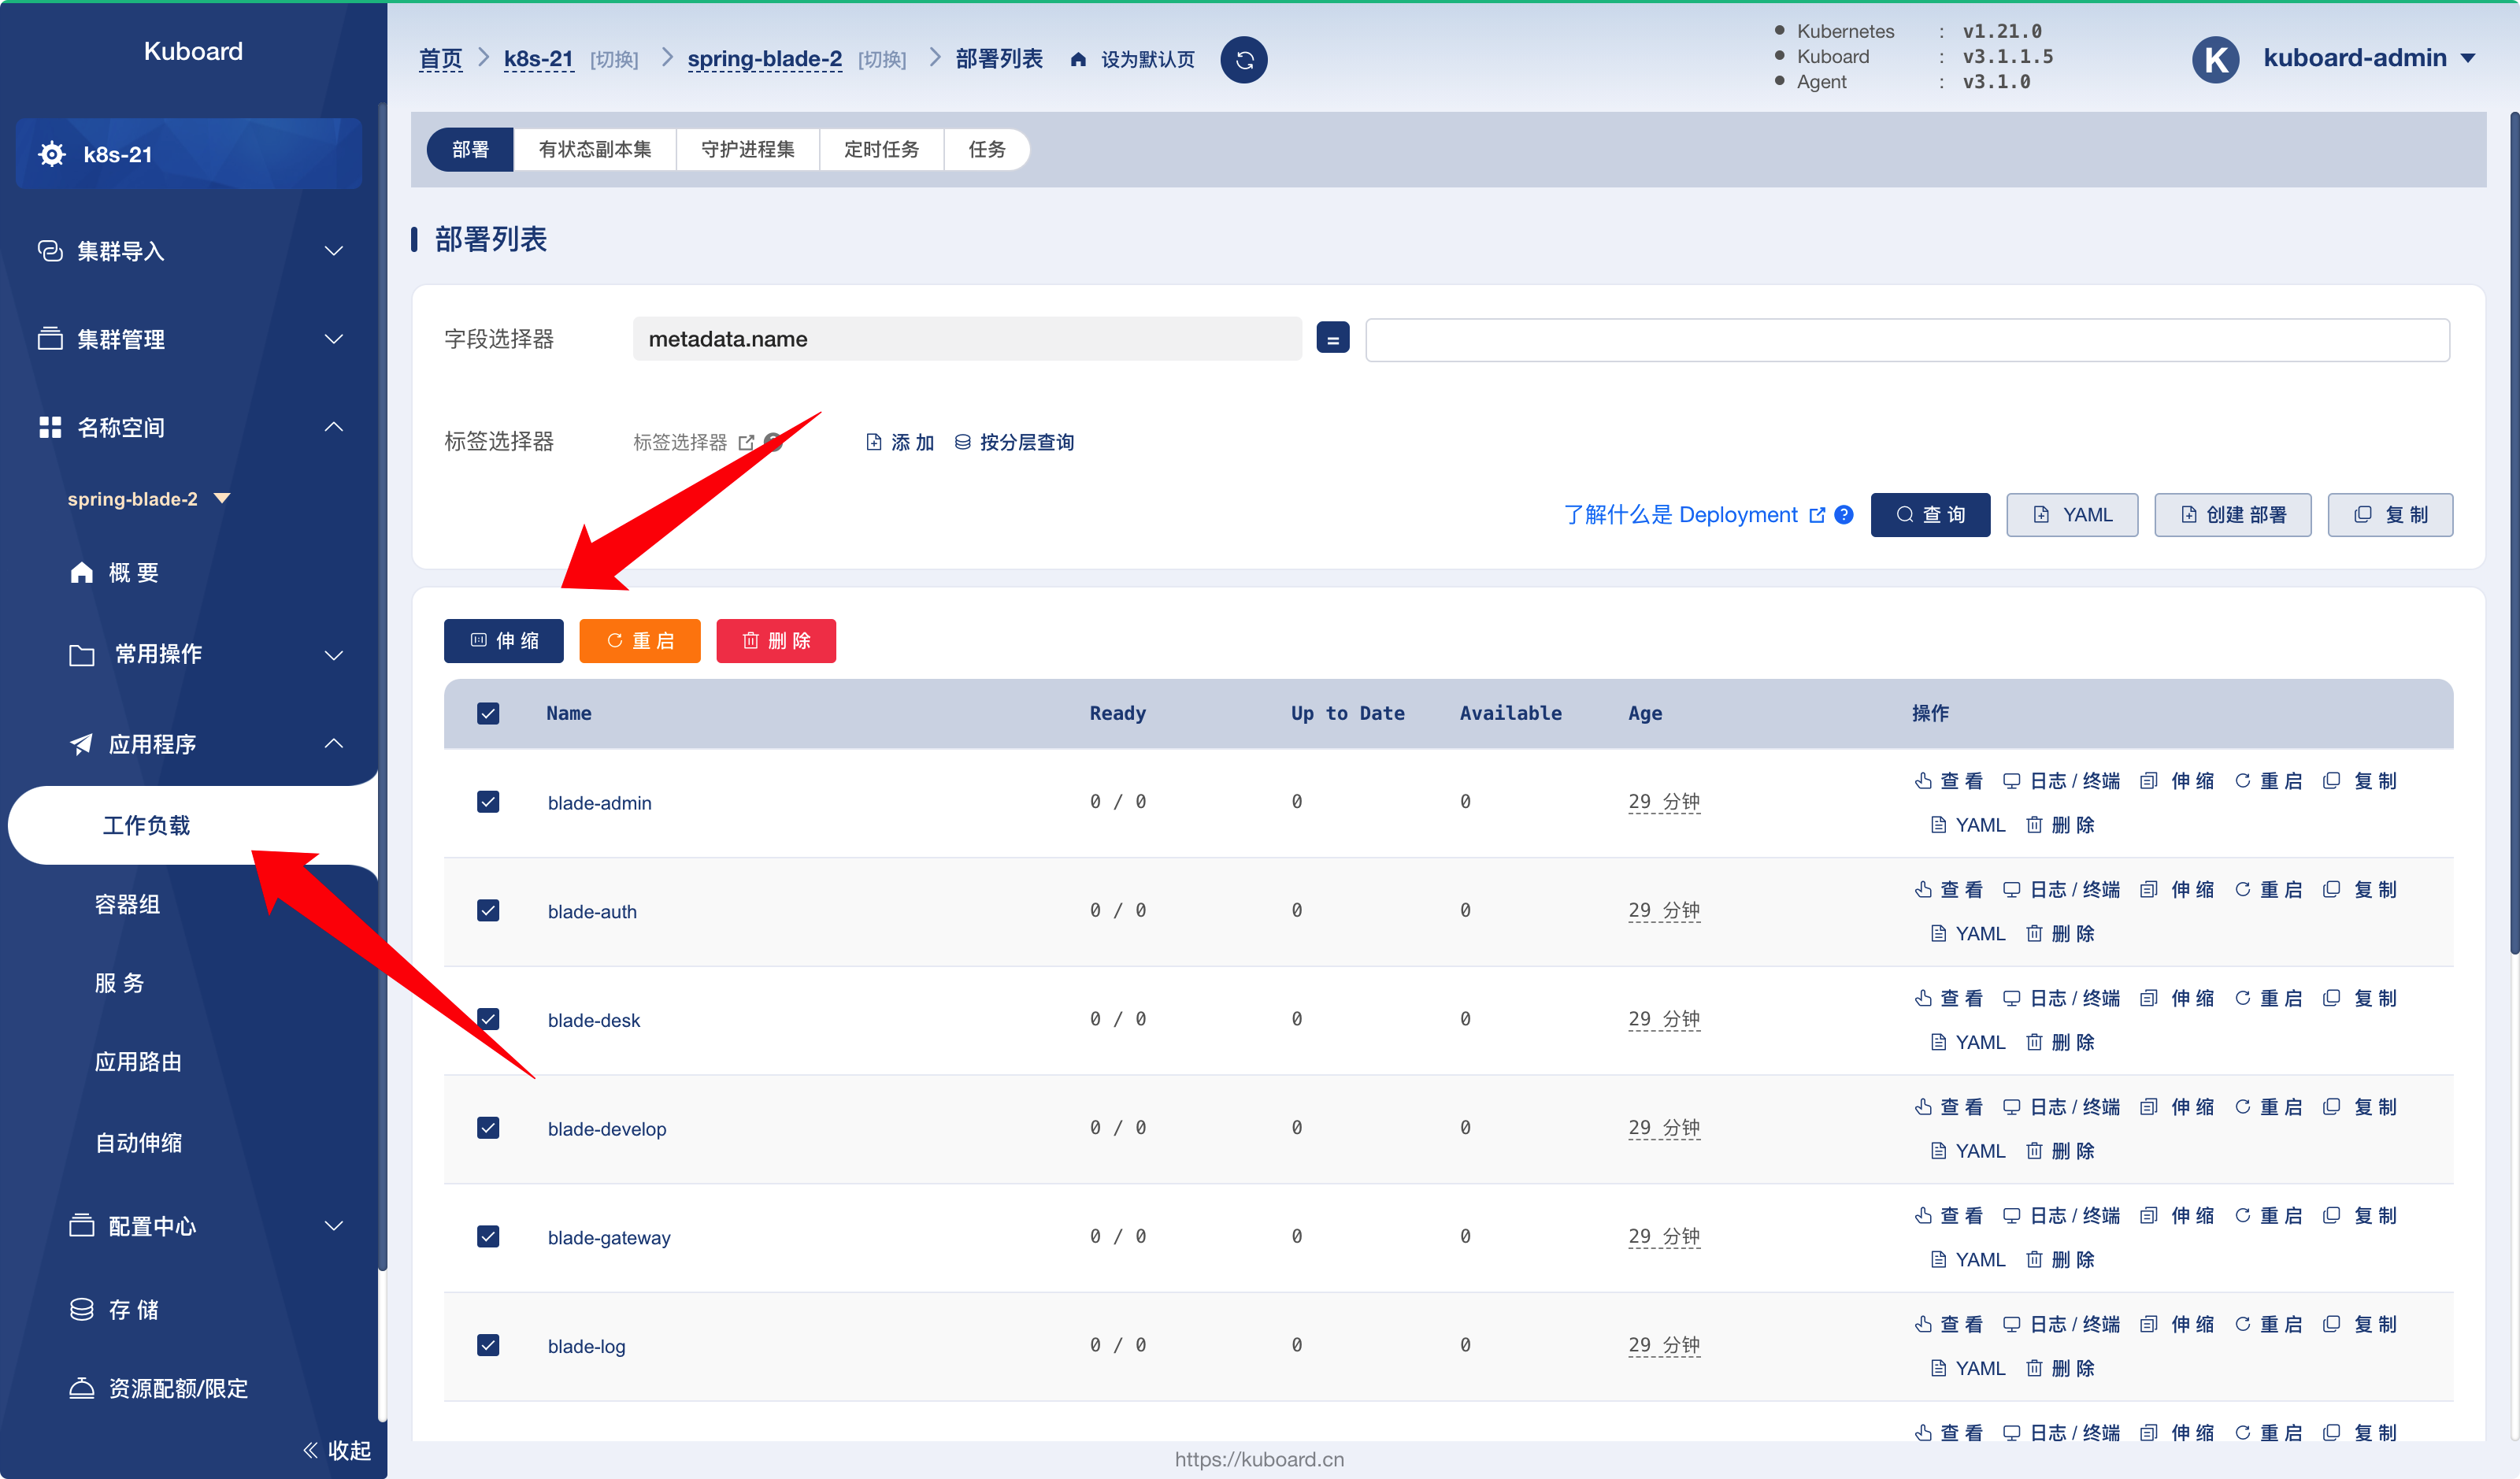 Kuboard
k8s-21
集群导入
集群管理
名称空间
spring-blade-2
概 要
常用操作
应用程序
工作负载
容器组
服 务
应用路由
自动伸缩
配置中心
存 储
资源配额/限定
收起
首页 k8s-21 [切换] spring-blade-2 [切换] 部署列表 设为默认页
Kubernetes : v1.21.0
Kuboard : v3.1.1.5
Agent : v3.1.0
K kuboard-admin
部署 有状态副本集 守护进程集 定时任务 任务
部署列表
字段选择器 metadata.name =
标签选择器 标签选择器 添 加 按分层查询
了解什么是 Deployment ? 查 询 YAML 创建 部署 复 制
伸 缩 重 启 删 除
Name Ready Up to Date Available Age 操作
blade-admin 0 / 0 0 0 29 分钟 查 看 日志 / 终端 伸 缩 重 启 复 制
YAML 删 除
blade-auth 0 / 0 0 0 29 分钟 查 看 日志 / 终端 伸 缩 重 启 复 制
YAML 删 除
blade-desk 0 / 0 0 0 29 分钟 查 看 日志 / 终端 伸 缩 重 启 复 制
YAML 删 除
blade-develop 0 / 0 0 0 29 分钟 查 看 日志 / 终端 伸 缩 重 启 复 制
YAML 删 除
blade-gateway 0 / 0 0 0 29 分钟 查 看 日志 / 终端 伸 缩 重 启 复 制
YAML 删 除
blade-log 0 / 0 0 0 29 分钟 查 看 日志 / 终端 伸 缩 重 启 复 制
YAML 删 除
查 看 日志 / 终端 伸 缩 重 启 复 制
https://kuboard.cn